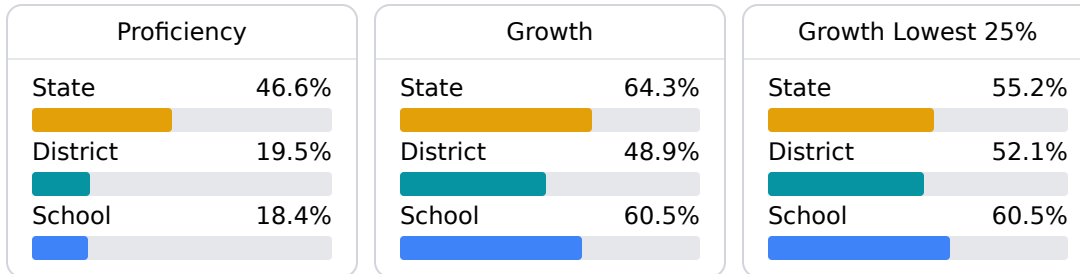 Proficiency
State 46.6%
District 19.5%
School 18.4%
Growth
State 64.3%
District 48.9%
School 60.5%
Growth Lowest 25%
State 55.2%
District 52.1%
School 60.5%